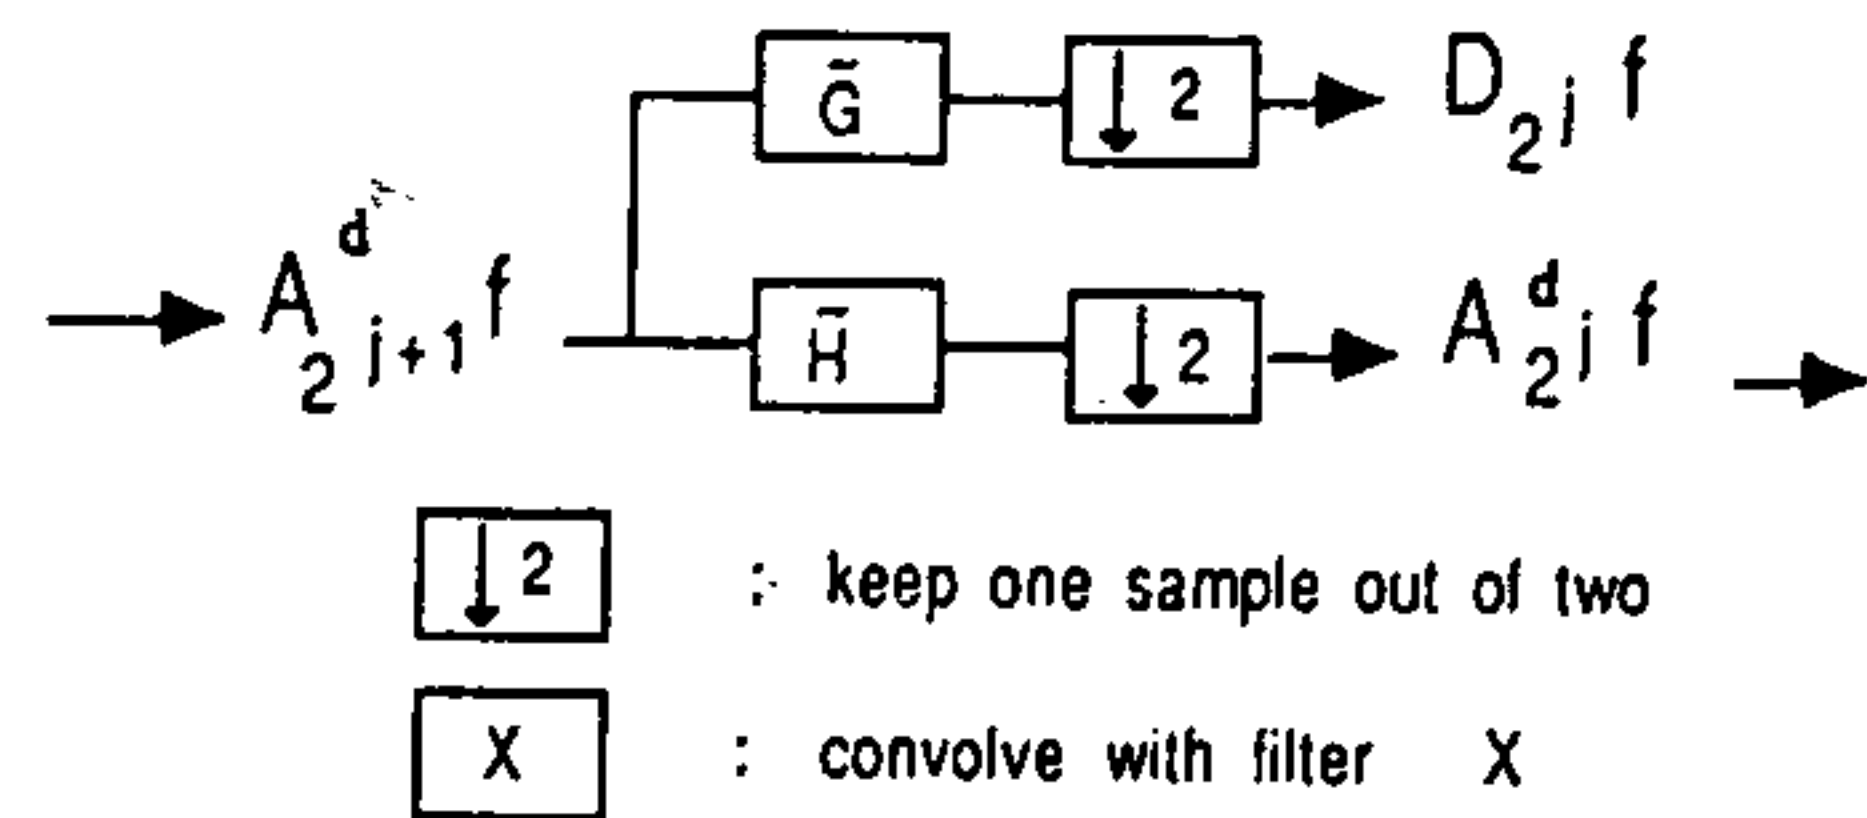 G̃ ↓ 2 D_{2^j} f
A^d_{2^{j+1}} f H̃ ↓ 2 A^d_{2^j} f
↓ 2 : keep one sample out of two
X : convolve with filter X